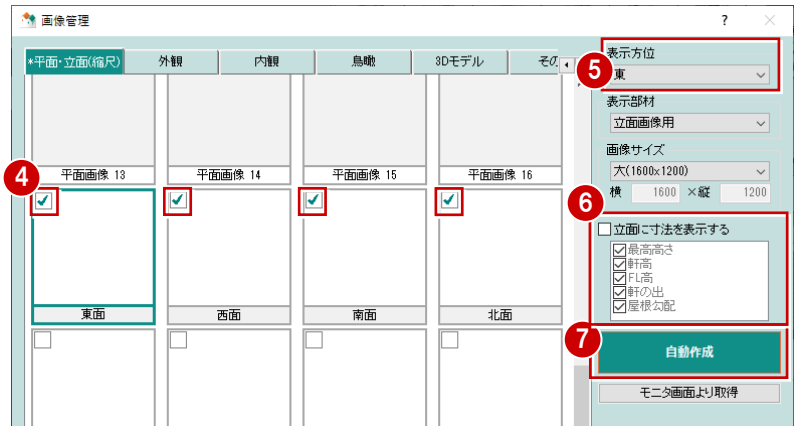 画像管理
? ×
*平面・立面(縮尺) 外観 内観 鳥瞰 3Dモデル その
平面画像 13 平面画像 14 平面画像 15 平面画像 16
4
東面 西面 南面 北面
5
表示方位
東
表示部材
立面画像用
画像サイズ
大(1600×1200)
横 1600 ×縦 1200
6
立面に寸法を表示する
最高高さ
軒高
FL高
軒の出
屋根勾配
7
自動作成
モニタ画面より取得